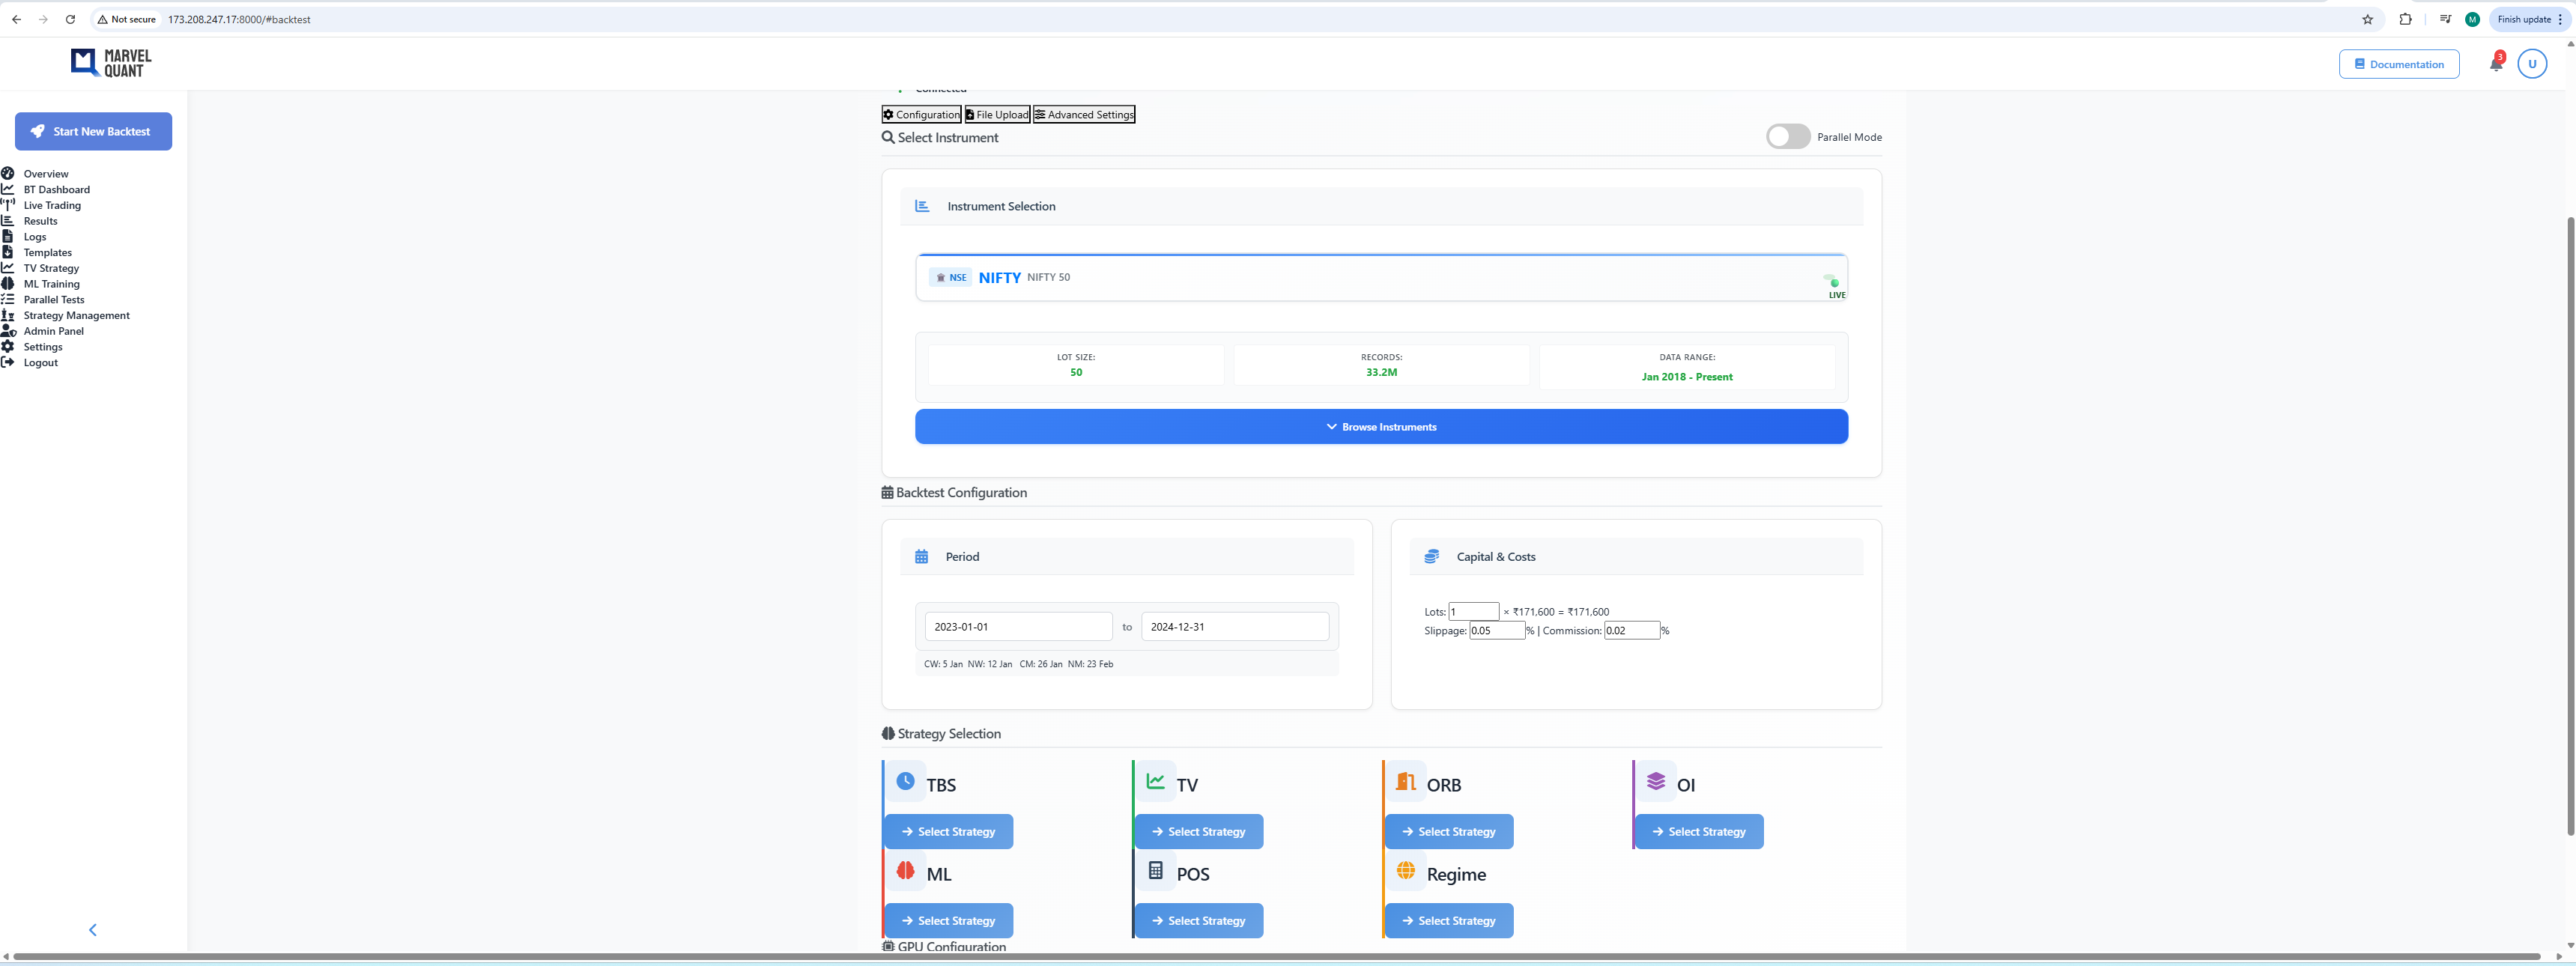 Not secure 173.208.247.17:8000/#backtest M Finish update
MARVEL
QUANT
Documentation 3 U
Connected
Start New Backtest
Overview
BT Dashboard
Live Trading
Results
Logs
Templates
TV Strategy
ML Training
Parallel Tests
Strategy Management
Admin Panel
Settings
Logout
Configuration File Upload Advanced Settings
Select Instrument Parallel Mode
Instrument Selection
NSE NIFTY NIFTY 50
LIVE
LOT SIZE: RECORDS: DATA RANGE:
50 33.2M Jan 2018 - Present
Browse Instruments
Backtest Configuration
Period
2023-01-01 to 2024-12-31
CW: 5 Jan NW: 12 Jan CM: 26 Jan NM: 23 Feb
Capital & Costs
Lots: 1 × ₹171,600 = ₹171,600
Slippage: 0.05 % | Commission: 0.02 %
Strategy Selection
TBS TV ORB OI
Select Strategy Select Strategy Select Strategy Select Strategy
ML POS Regime
Select Strategy Select Strategy Select Strategy
GPU Configuration